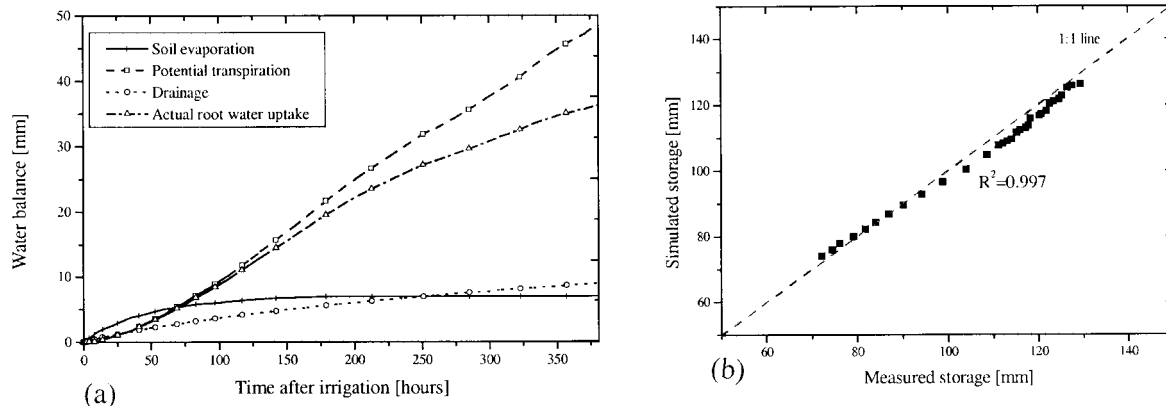 50
40
30
20
10
0
Water balance [mm]
Soil evaporation
Potential transpiration
Drainage
Actual root water uptake
0 50 100 150 200 250 300 350
Time after irrigation [hours]
(a)
140
120
100
80
60
Simulated storage [mm]
1:1 line
R²=0.997
60 80 100 120 140
Measured storage [mm]
(b)